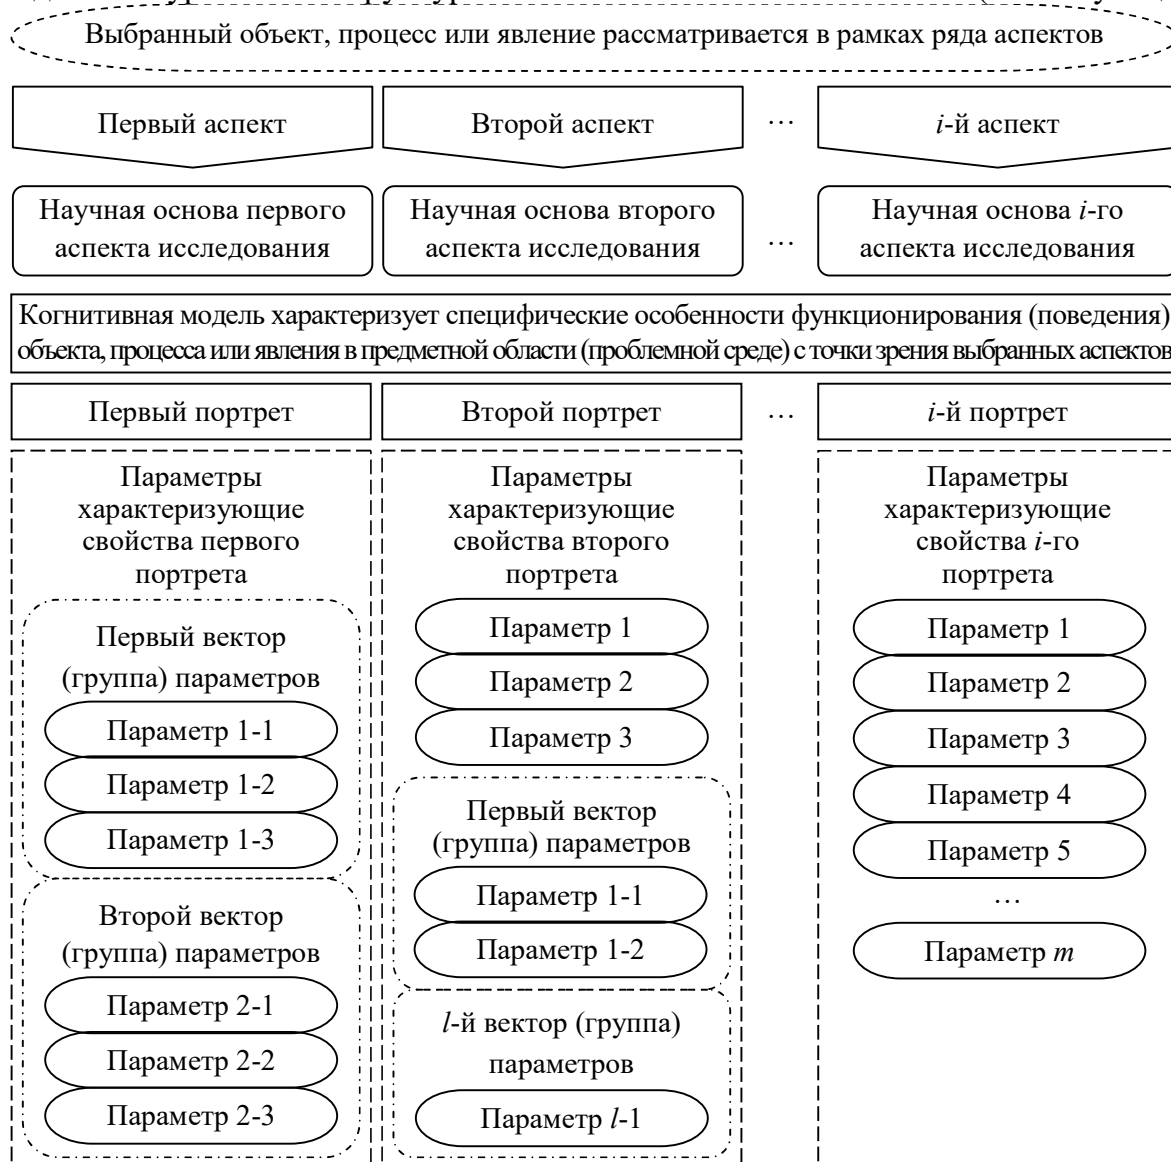 Выбранный объект, процесс или явление рассматривается в рамках ряда аспектов
Первый аспект
Второй аспект
...
i-й аспект
Научная основа первого
аспекта исследования
Научная основа второго
аспекта исследования
...
Научная основа i-го
аспекта исследования
Когнитивная модель характеризует специфические особенности функционирования (поведения)
объекта, процесса или явления в предметной области (проблемной среде) с точки зрения выбранных аспектов
Первый портрет
Второй портрет
...
i-й портрет
Параметры
характеризующие
свойства первого
портрета
Первый вектор
(группа) параметров
Параметр 1-1
Параметр 1-2
Параметр 1-3
Второй вектор
(группа) параметров
Параметр 2-1
Параметр 2-2
Параметр 2-3
Параметры
характеризующие
свойства второго
портрета
Параметр 1
Параметр 2
Параметр 3
Первый вектор
(группа) параметров
Параметр 1-1
Параметр 1-2
l-й вектор (группа)
параметров
Параметр l-1
Параметры
характеризующие
свойства i-го
портрета
Параметр 1
Параметр 2
Параметр 3
Параметр 4
Параметр 5
...
Параметр m